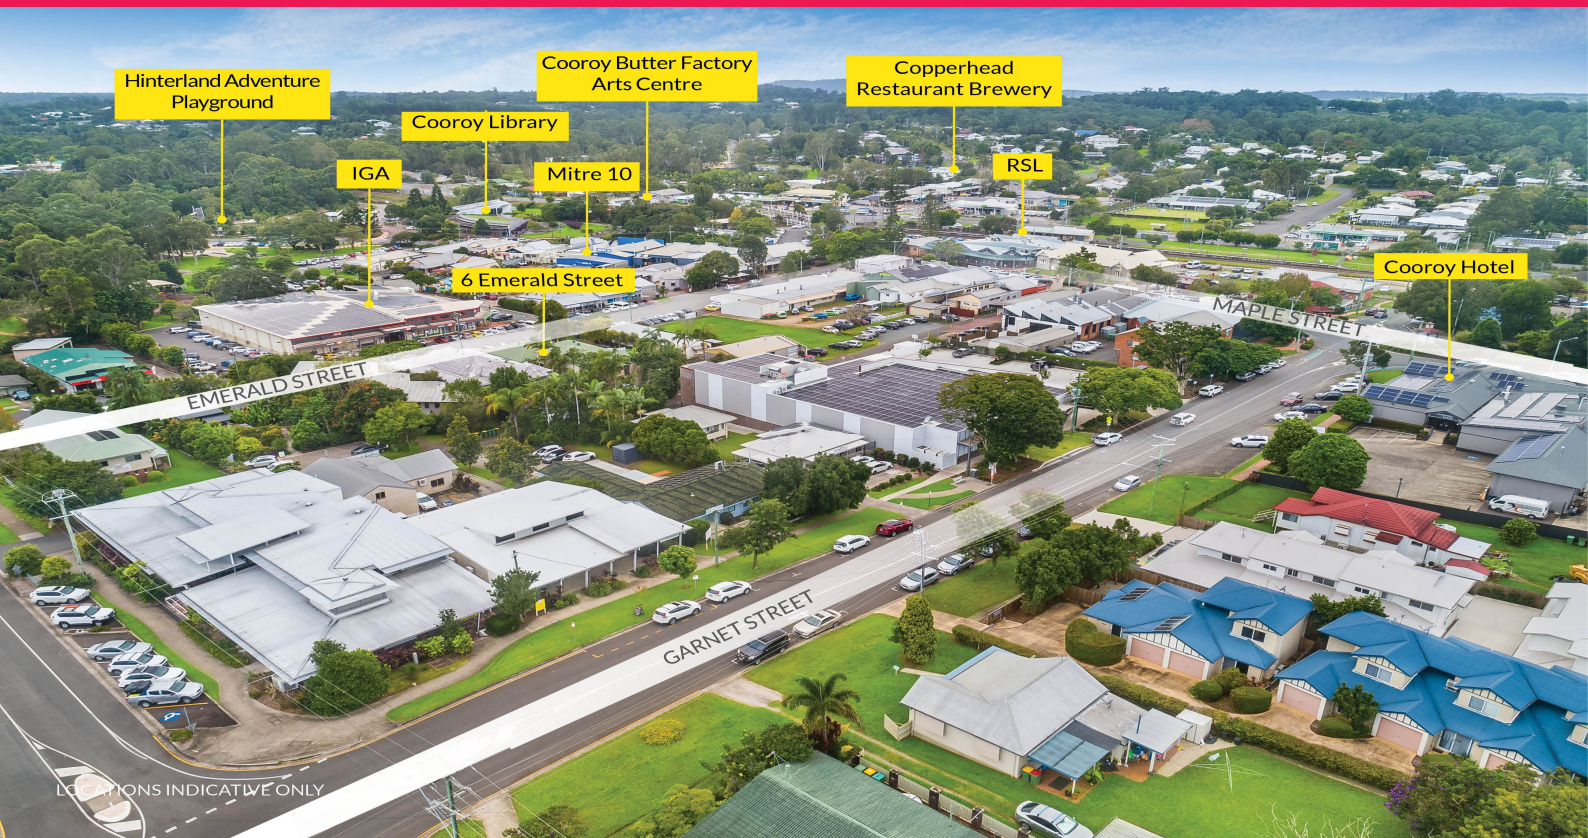 Hinterland Adventure
Playground
Cooroy Butter Factory
Arts Centre
Copperhead
Restaurant Brewery
Cooroy Library
IGA
Mitre 10
RSL
6 Emerald Street
Cooroy Hotel
MAPLE STREET
EMERALD STREET
GARNET STREET
LOCATIONS INDICATIVE ONLY